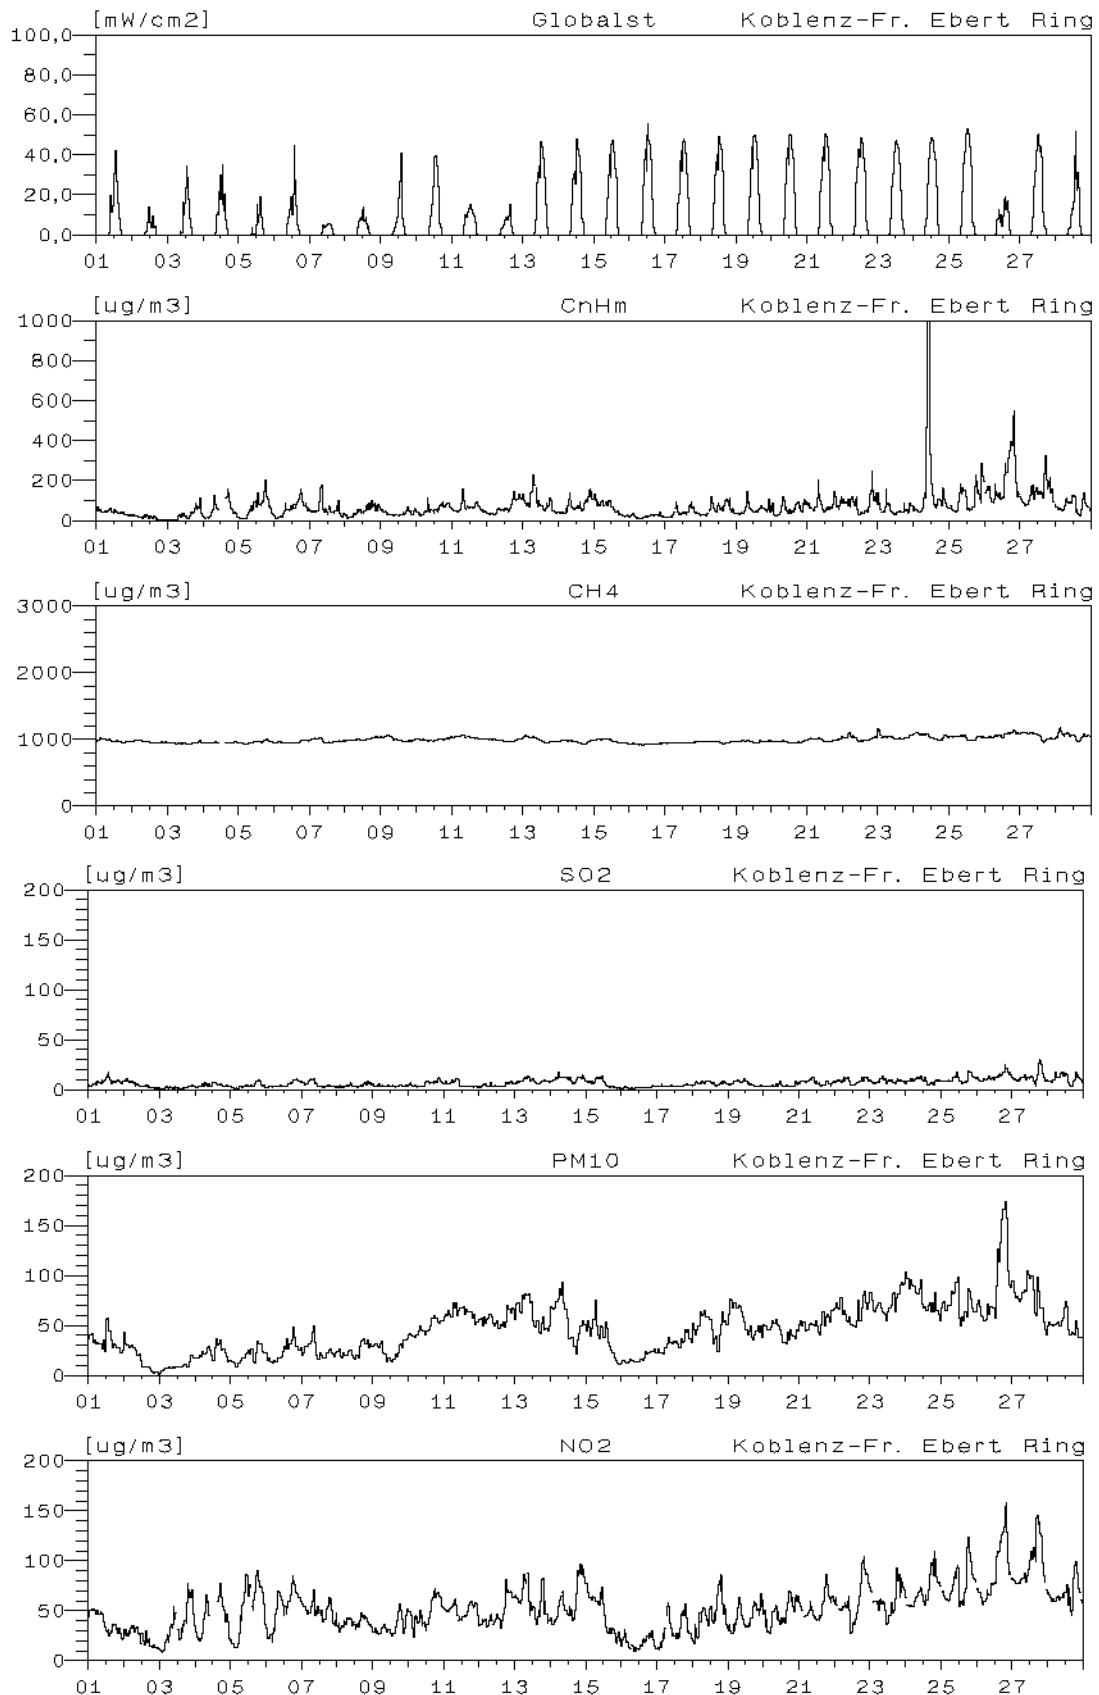 [mW/cm2] Globalst Koblenz-Fr. Ebert Ring
100,0
80,0
60,0
40,0
20,0
0,0
01 03 05 07 09 11 13 15 17 19 21 23 25 27
[ug/m3] CnHm Koblenz-Fr. Ebert Ring
1000
800
600
400
200
0
01 03 05 07 09 11 13 15 17 19 21 23 25 27
[ug/m3] CH4 Koblenz-Fr. Ebert Ring
3000
2000
1000
0
01 03 05 07 09 11 13 15 17 19 21 23 25 27
[ug/m3] SO2 Koblenz-Fr. Ebert Ring
200
150
100
50
0
01 03 05 07 09 11 13 15 17 19 21 23 25 27
[ug/m3] PM10 Koblenz-Fr. Ebert Ring
200
150
100
50
0
01 03 05 07 09 11 13 15 17 19 21 23 25 27
[ug/m3] NO2 Koblenz-Fr. Ebert Ring
200
150
100
50
0
01 03 05 07 09 11 13 15 17 19 21 23 25 27